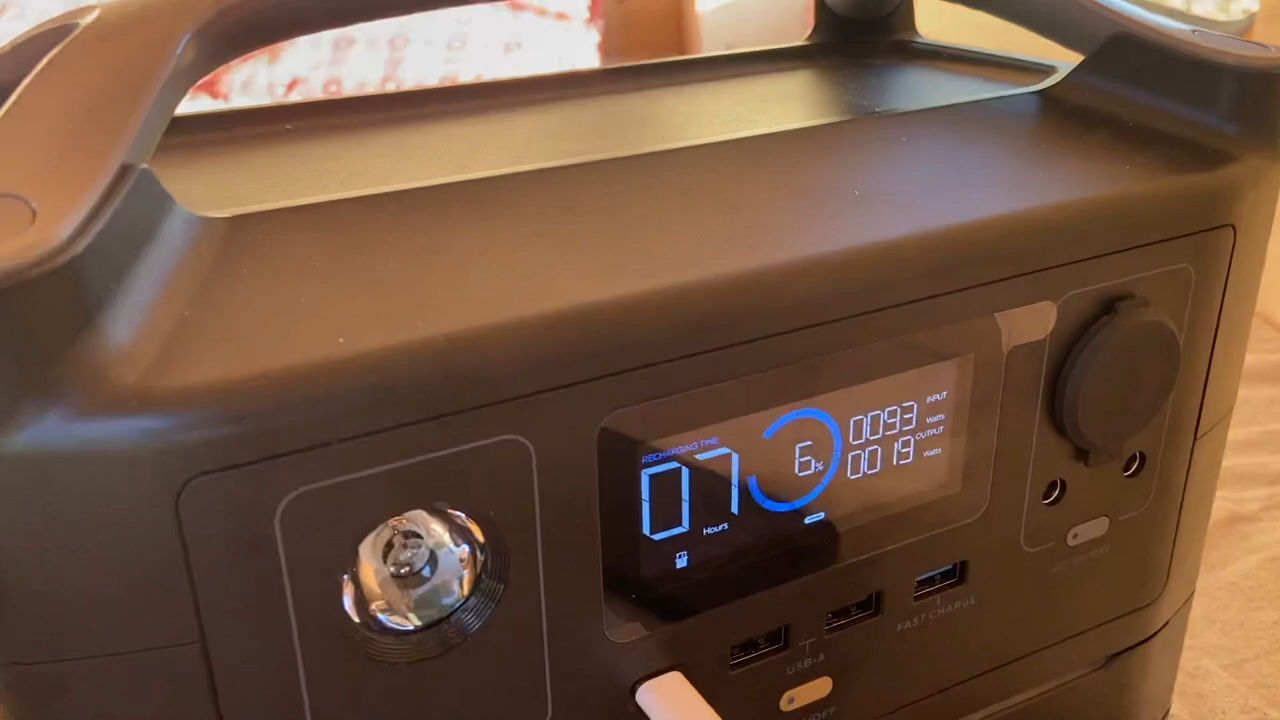 RECHARGING TIME
07
Hours
6%
0093
INPUT
Watts
0019
OUTPUT
Watts
USB-A
FAST CHARGE